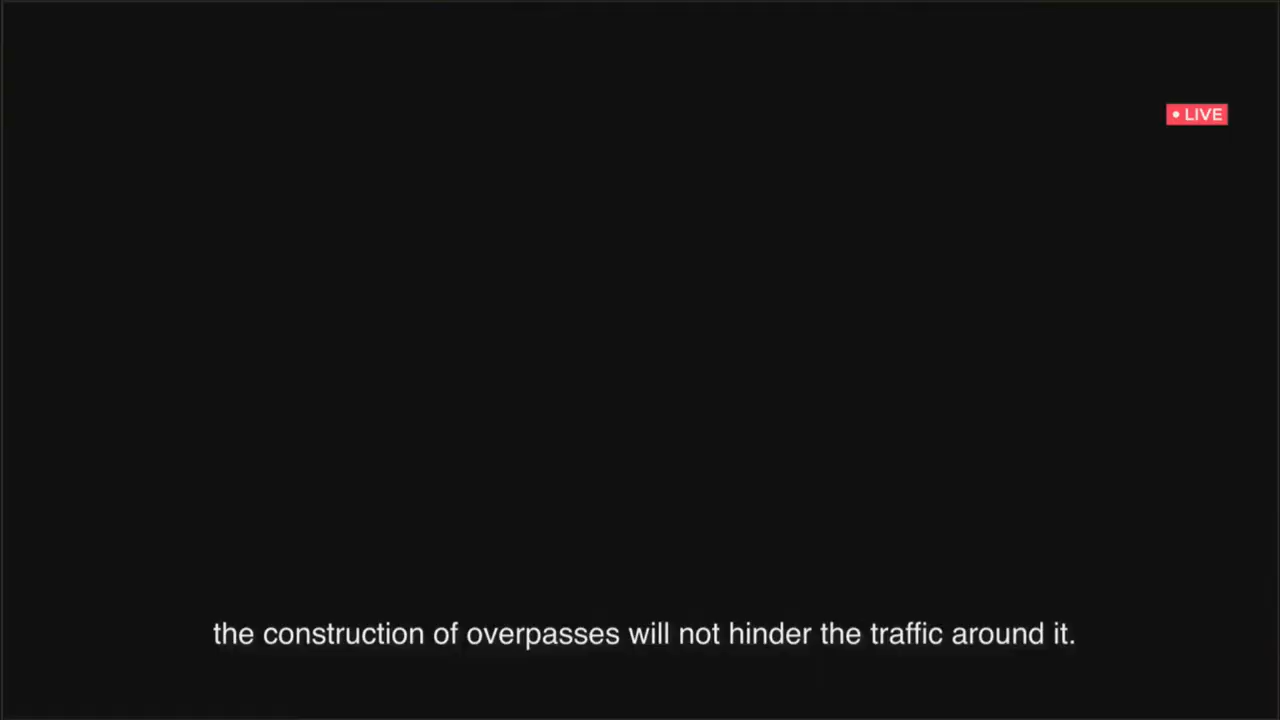 • LIVE
the construction of overpasses will not hinder the traffic around it.